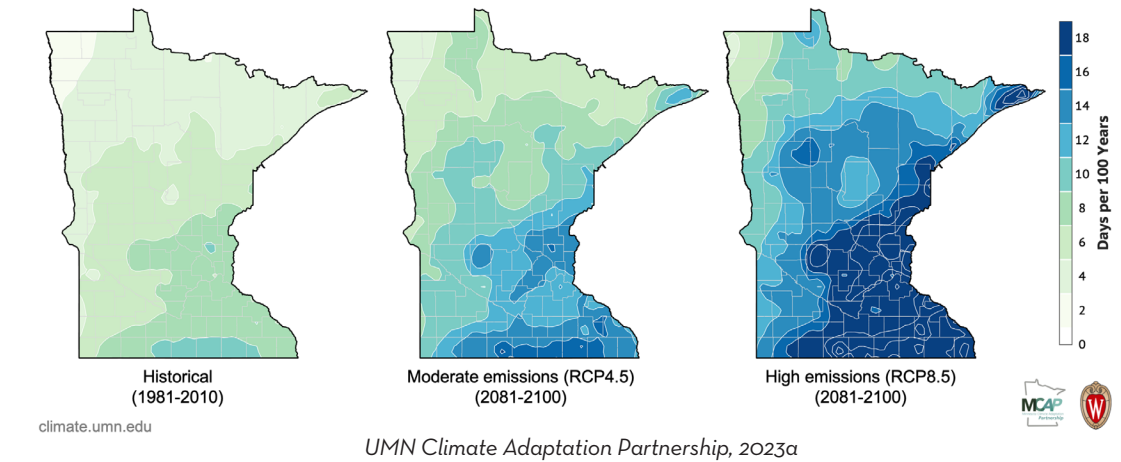 18
16
14
12
10
8
6
4
2
0
Days per 100 Years
Historical
(1981-2010)
Moderate emissions (RCP4.5)
(2081-2100)
High emissions (RCP8.5)
(2081-2100)
MCAP
Partnership
W
climate.umn.edu
UMN Climate Adaptation Partnership, 2023a